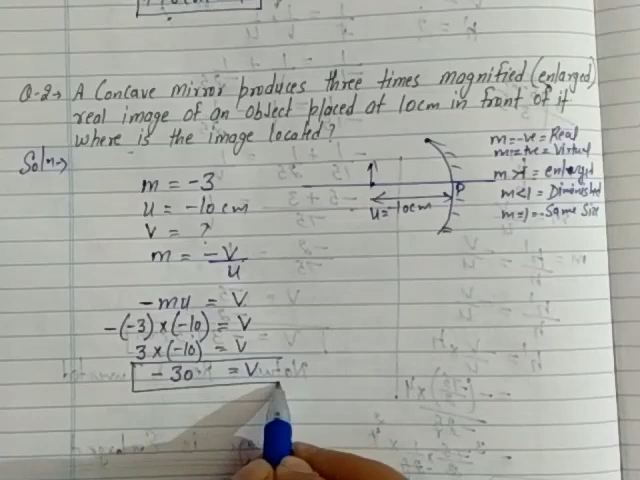 Q-2→ A Concave mirror produces three times magnified (enlarged)
real image of an object placed at 10cm in front of it
where is the image located?
Soln→
m = -3
u = -10cm
v = ?
m = -v/u
-mu = v
-(-3)×(-10) = v
3×(-10) = v
-30 = v
u=-10cm
P
m=-ve = Real
m=+ve = Virtual
m>1 = enlarged
m<1 = Diminished
m=1=Same Size